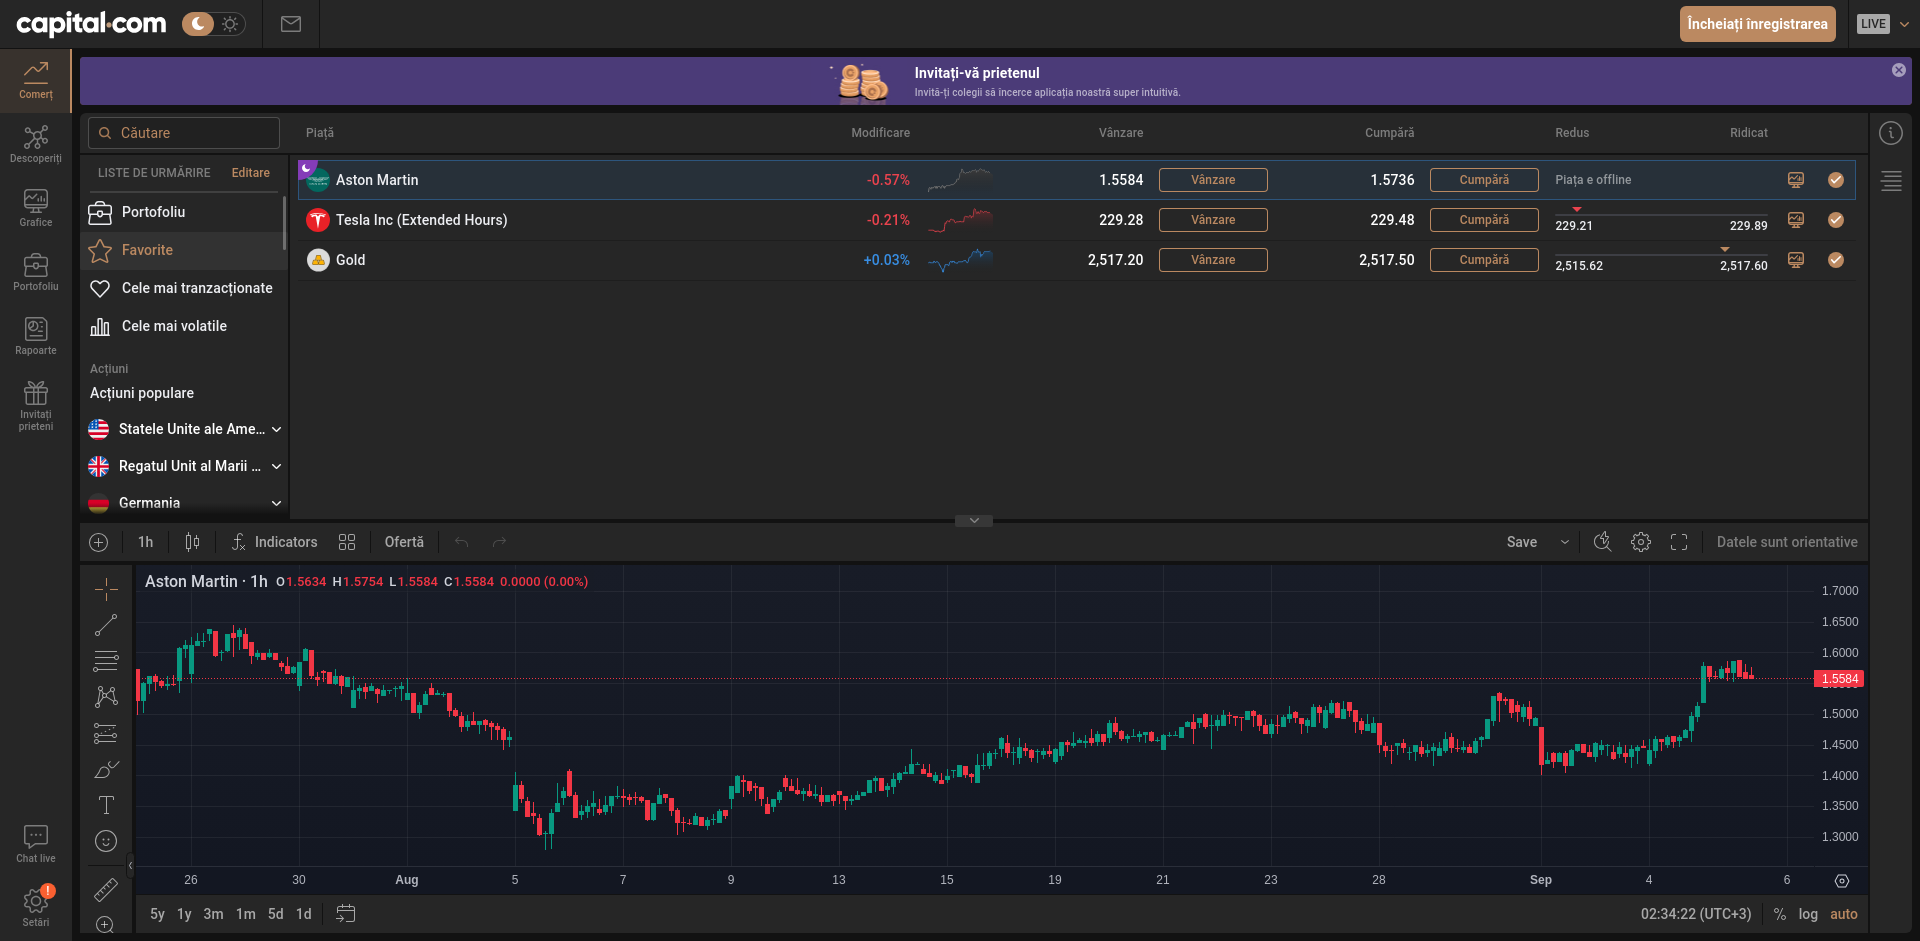 capital.com
Încheiați înregistrarea
LIVE
Comerț
Descoperiți
Grafice
Portofoliu
Rapoarte
Invitați
prieteni
Chat live
!
Setări
Invitați-vă prietenul
Invită-ți colegii să încerce aplicația noastră super intuitivă.
Căutare
Piață Modificare Vânzare Cumpără Redus Ridicat
LISTE DE URMĂRIRE Editare
Portofoliu
Favorite
Cele mai tranzacționate
Cele mai volatile
Acțiuni
Acțiuni populare
Statele Unite ale Ame...
Regatul Unit al Marii ...
Germania
Aston Martin -0.57% 1.5584 Vânzare 1.5736 Cumpără Piața e offline
Tesla Inc (Extended Hours) -0.21% 229.28 Vânzare 229.48 Cumpără 229.21 229.89
Gold +0.03% 2,517.20 Vânzare 2,517.50 Cumpără 2,515.62 2,517.60
1h Indicators Ofertă Save Datele sunt orientative
Aston Martin · 1h O1.5634 H1.5754 L1.5584 C1.5584 0.0000 (0.00%)
1.7000
1.6500
1.6000
1.5584
1.5000
1.4500
1.4000
1.3500
1.3000
26 30 Aug 5 7 9 13 15 19 21 23 28 Sep 4 6
5y 1y 3m 1m 5d 1d 02:34:22 (UTC+3) % log auto